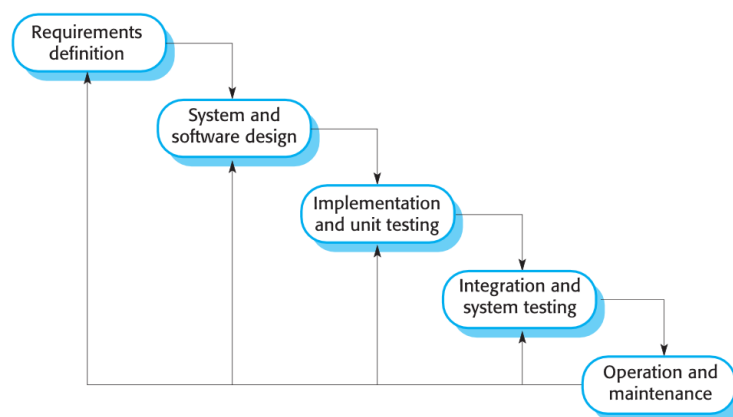 Requirements
definition
System and
software design
Implementation
and unit testing
Integration and
system testing
Operation and
maintenance